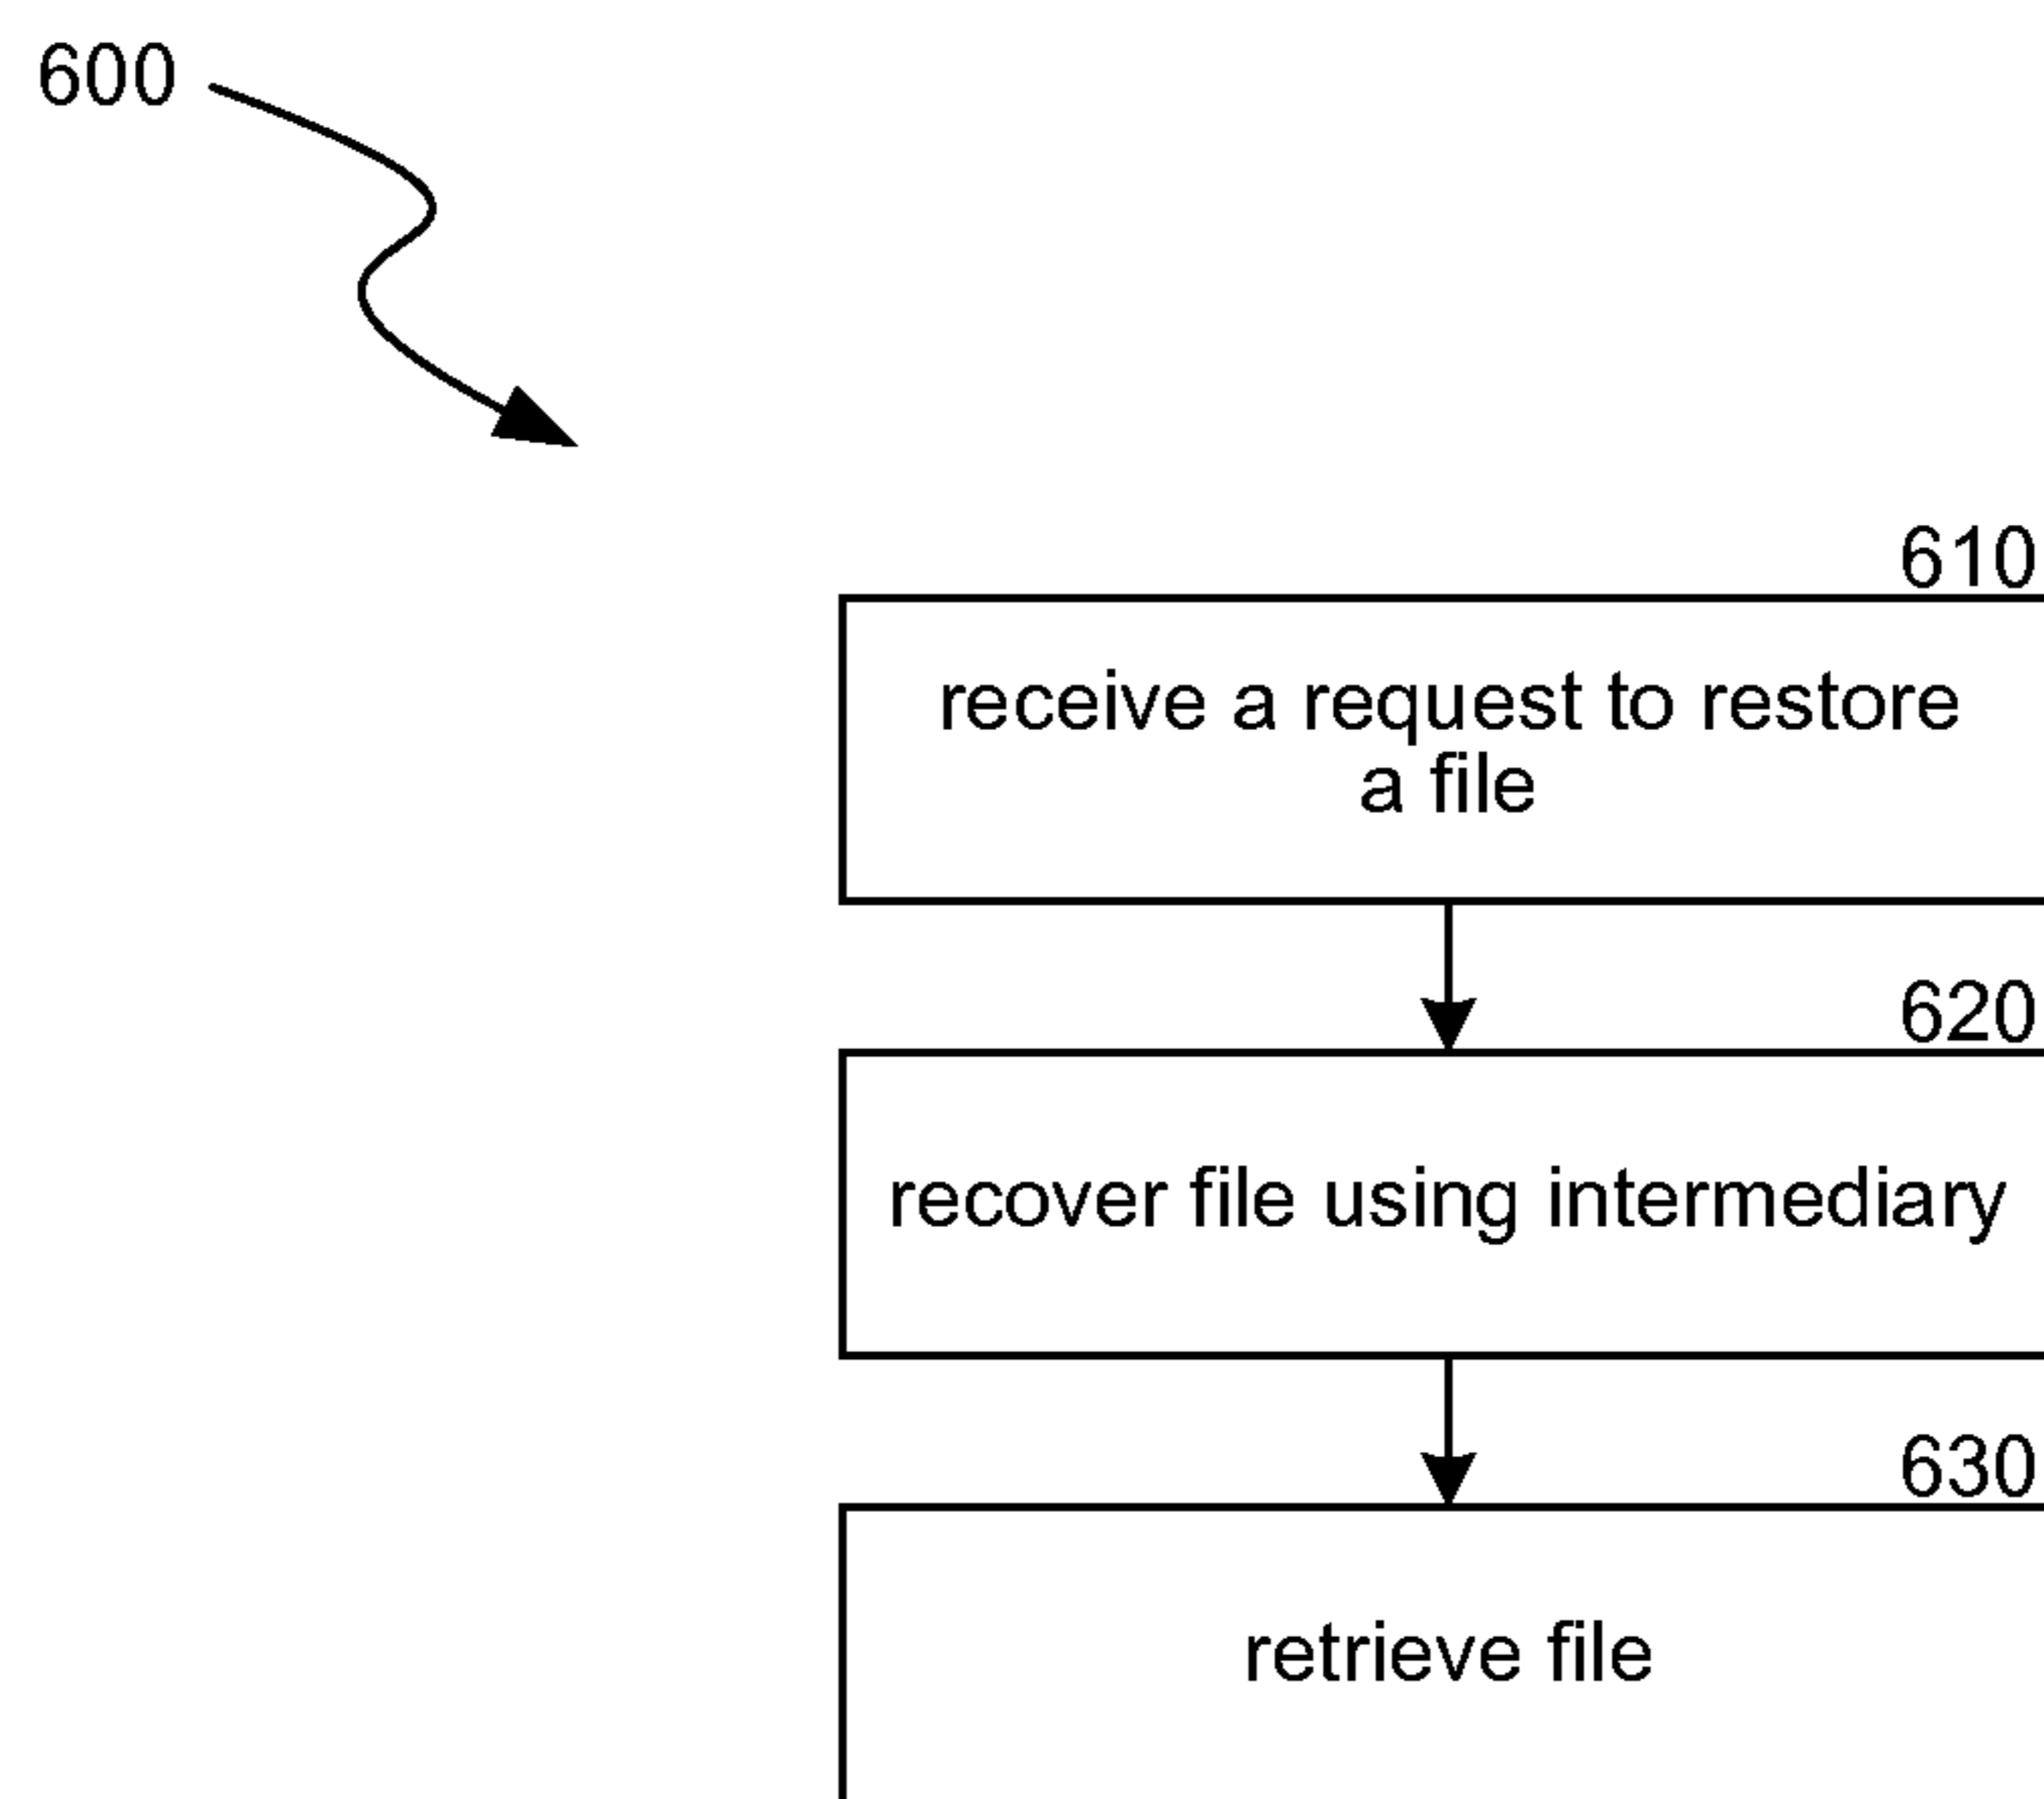 600
610
receive a request to restore
a file
620
recover file using intermediary
630
retrieve file